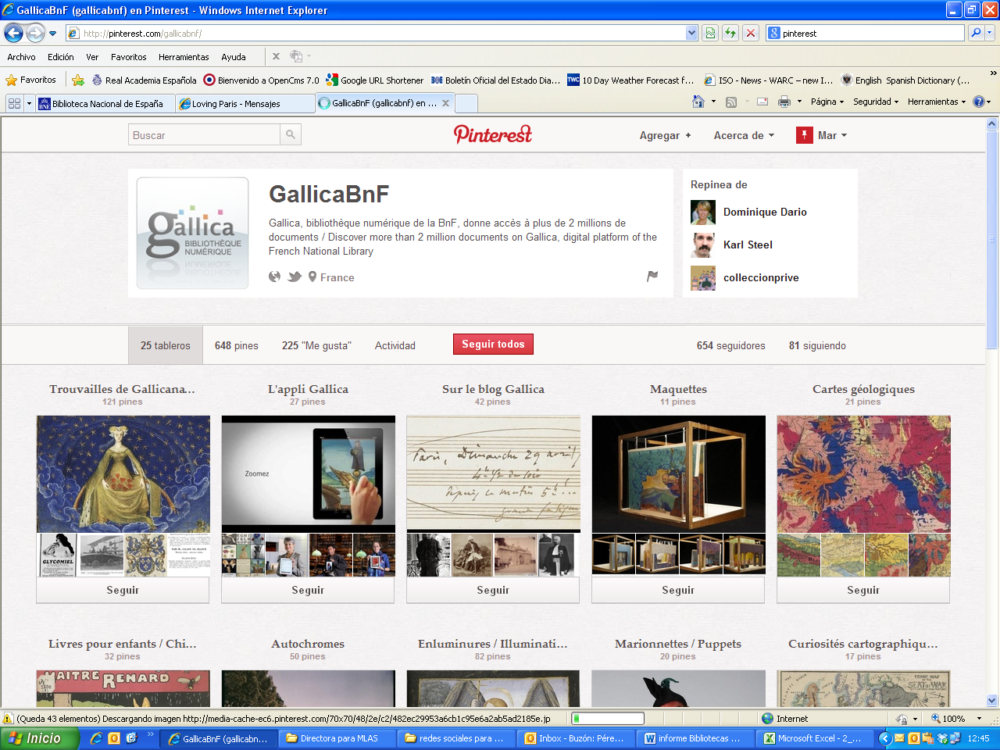 GallicaBnF (gallicabnf) en Pinterest - Windows Internet Explorer
http://pinterest.com/gallicabnf/
pinterest
Archivo Edición Ver Favoritos Herramientas Ayuda
Favoritos Real Academia Española Bienvenido a OpenCms 7.0 Google URL Shortener Boletín Oficial del Estado Dia... 10 Day Weather Forecast f... ISO - News - WARC – new I... English Spanish Dictionary (...
Biblioteca Nacional de España Loving Paris - Mensajes GallicaBnF (gallicabnf) en ... Página Seguridad Herramientas
Buscar Pinterest Agregar + Acerca de Mar
GallicaBnF
Gallica, bibliothèque numérique de la BnF, donne accès à plus de 2 millions de
documents / Discover more than 2 million documents on Gallica, digital platform of the
French National Library
France
gallica
BIBLIOTHÈQUE
NUMÉRIQUE
Repinea de
Dominique Dario
Karl Steel
colleccionprive
25 tableros 648 pines 225 "Me gusta" Actividad Seguir todos 654 seguidores 81 siguiendo
Trouvailles de Gallicana... L'appli Gallica Sur le blog Gallica Maquettes Cartes géologiques
121 pines 27 pines 42 pines 11 pines 21 pines
Zoomez
Paris, Dimanche 29 avril
GLYCOMIEL
Seguir Seguir Seguir Seguir Seguir
Livres pour enfants / Chi... Autochromes Enluminures / Illuminati... Marionnettes / Puppets Curiosités cartographiqu...
32 pines 50 pines 82 pines 20 pines 17 pines
MAITRE
RENARD
SEAT OF WAR
(Queda 43 elementos) Descargando imagen http://media-cache-ec6.pinterest.com/70x70/48/2e/c2/482ec29953a6cb1c95e6a2ab5ad2185e.jp Internet 100%
Inicio GallicaBnF (gallicabn... Directora para MLAS redes sociales para ... Inbox - Buzón: Pére... informe Bibliotecas ... Microsoft Excel - 2_... 12:45